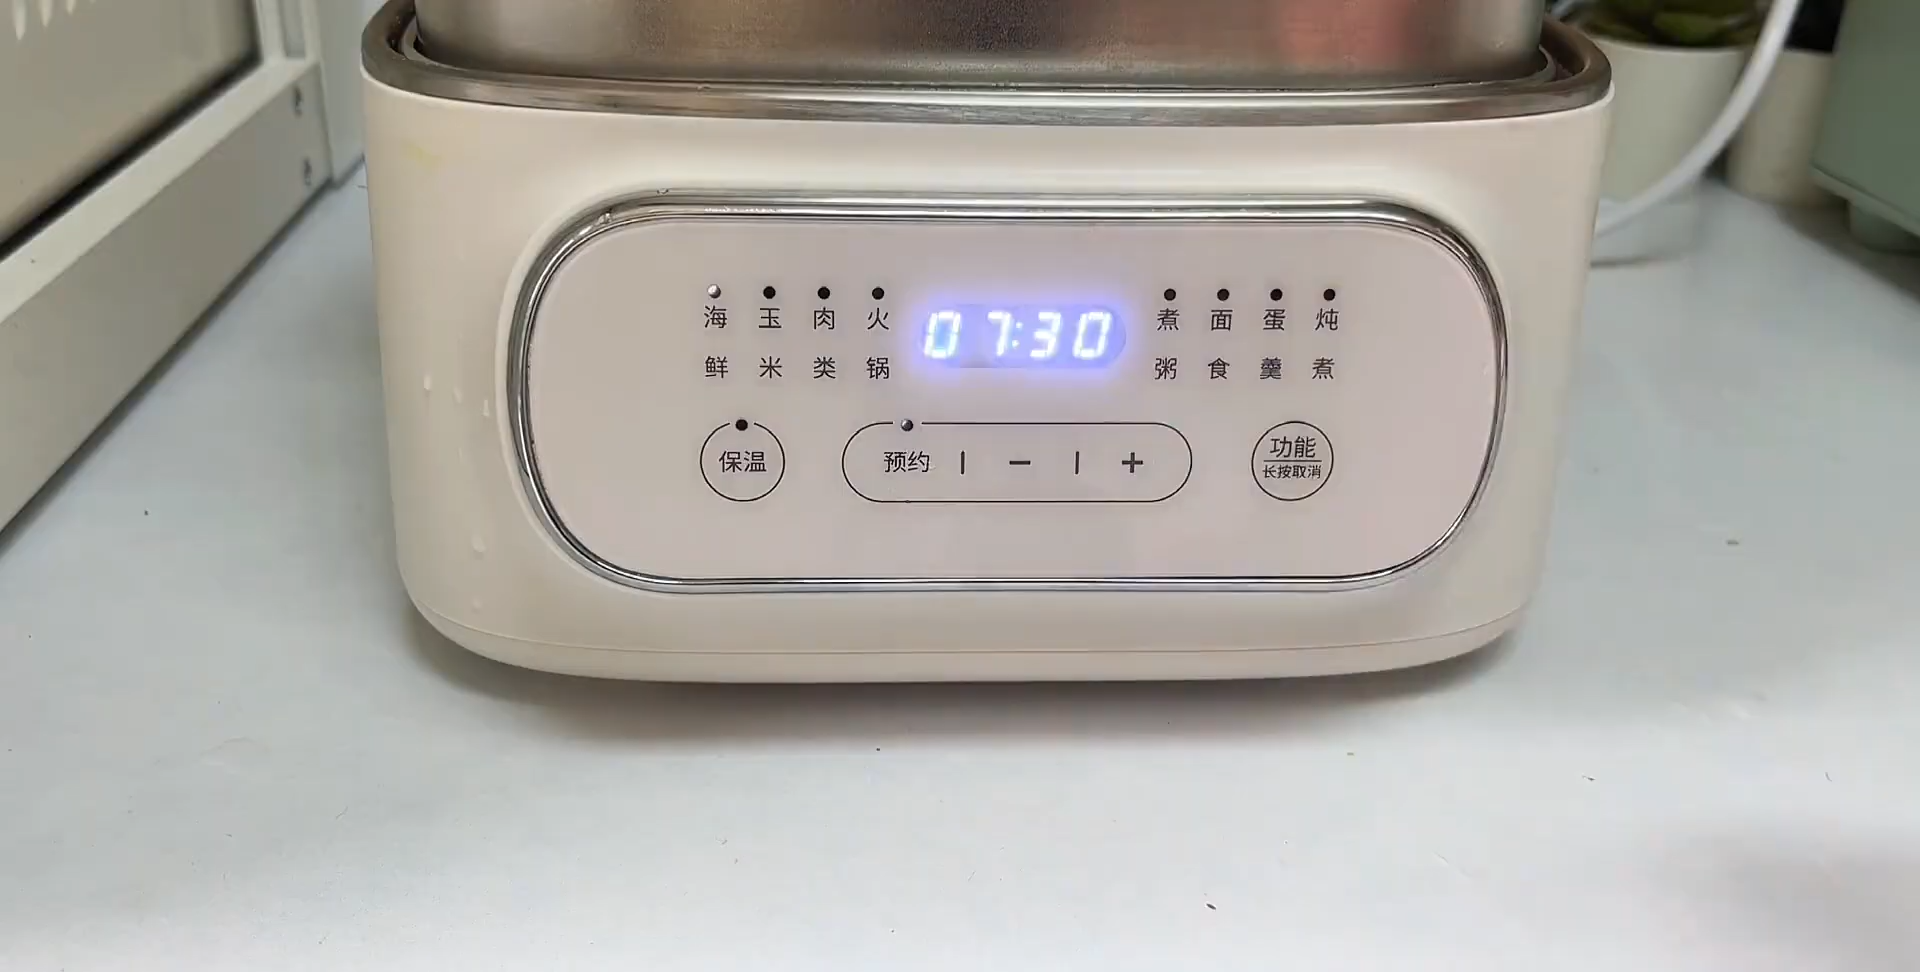 海鲜 玉米 肉类 火锅 07:30 煮粥 面食 蛋羹 炖煮
保温 预约 | − | + 功能
长按取消